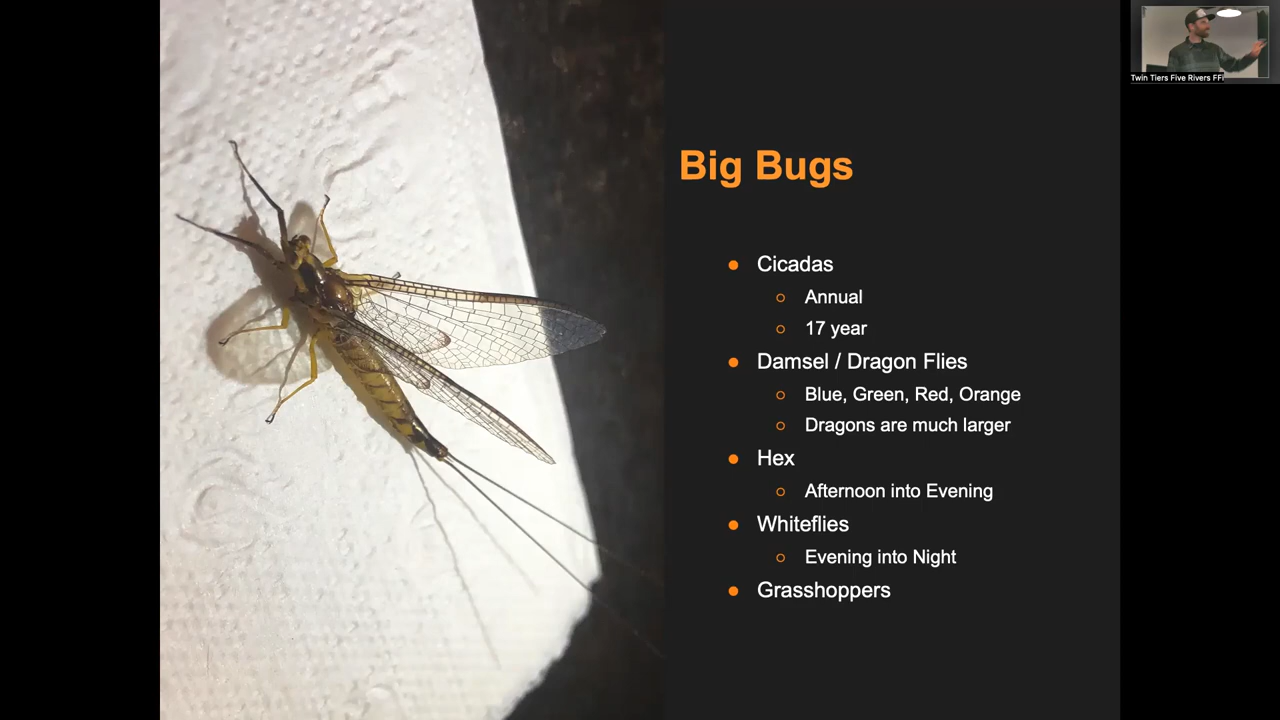 Twin Tiers Five Rivers FFI
Big Bugs
● Cicadas
○ Annual
○ 17 year
● Damsel / Dragon Flies
○ Blue, Green, Red, Orange
○ Dragons are much larger
● Hex
○ Afternoon into Evening
● Whiteflies
○ Evening into Night
● Grasshoppers